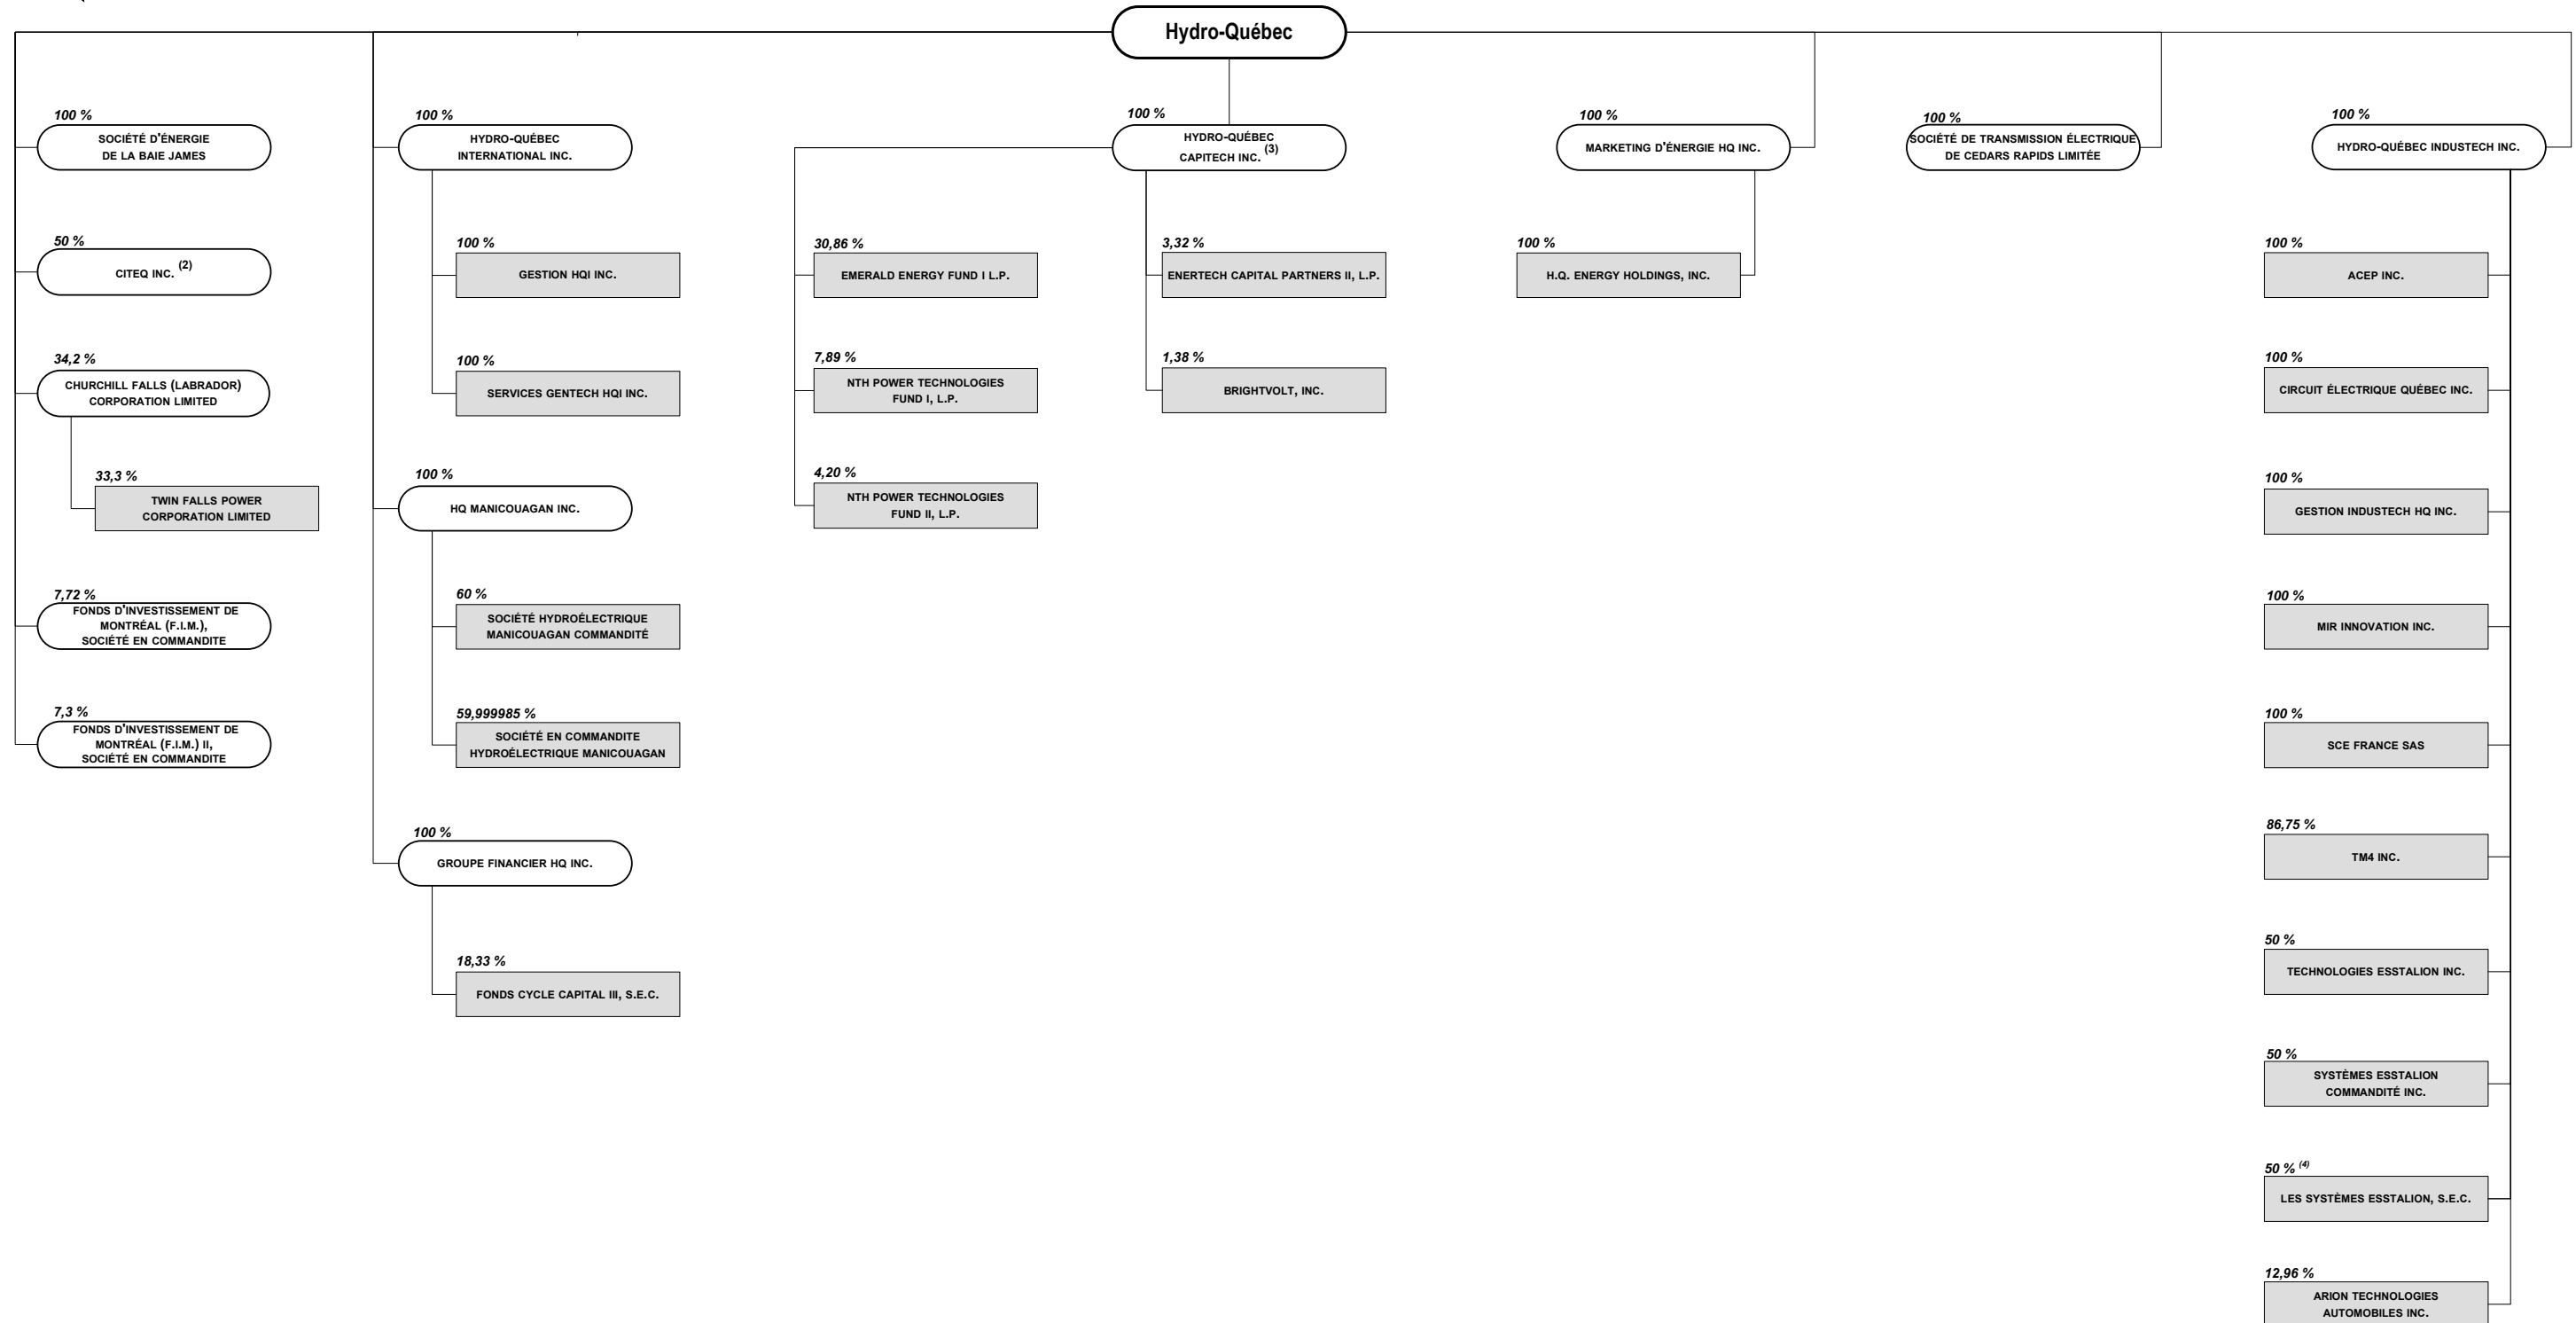 Hydro-Québec
100 %
SOCIÉTÉ D'ÉNERGIE
DE LA BAIE JAMES
50 %
CITEQ INC. (2)
34,2 %
CHURCHILL FALLS (LABRADOR)
CORPORATION LIMITED
33,3 %
TWIN FALLS POWER
CORPORATION LIMITED
7,72 %
FONDS D'INVESTISSEMENT DE
MONTRÉAL (F.I.M.),
SOCIÉTÉ EN COMMANDITE
7,3 %
FONDS D'INVESTISSEMENT DE
MONTRÉAL (F.I.M.) II,
SOCIÉTÉ EN COMMANDITE
100 %
HYDRO-QUÉBEC
INTERNATIONAL INC.
100 %
GESTION HQI INC.
100 %
SERVICES GENTECH HQI INC.
100 %
HQ MANICOUAGAN INC.
60 %
SOCIÉTÉ HYDROÉLECTRIQUE
MANICOUAGAN COMMANDITÉ
59,999985 %
SOCIÉTÉ EN COMMANDITE
HYDROÉLECTRIQUE MANICOUAGAN
100 %
GROUPE FINANCIER HQ INC.
18,33 %
FONDS CYCLE CAPITAL III, S.E.C.
100 %
HYDRO-QUÉBEC
CAPITECH INC. (3)
30,86 %
EMERALD ENERGY FUND I L.P.
7,89 %
NTH POWER TECHNOLOGIES
FUND I, L.P.
4,20 %
NTH POWER TECHNOLOGIES
FUND II, L.P.
3,32 %
ENERTECH CAPITAL PARTNERS II, L.P.
1,38 %
BRIGHTVOLT, INC.
100 %
MARKETING D'ÉNERGIE HQ INC.
100 %
H.Q. ENERGY HOLDINGS, INC.
100 %
SOCIÉTÉ DE TRANSMISSION ÉLECTRIQUE
DE CEDARS RAPIDS LIMITÉE
100 %
HYDRO-QUÉBEC INDUSTECH INC.
100 %
ACEP INC.
100 %
CIRCUIT ÉLECTRIQUE QUÉBEC INC.
100 %
GESTION INDUSTECH HQ INC.
100 %
MIR INNOVATION INC.
100 %
SCE FRANCE SAS
86,75 %
TM4 INC.
50 %
TECHNOLOGIES ESSTALION INC.
50 %
SYSTÈMES ESSTALION
COMMANDITÉ INC.
50 % (4)
LES SYSTÈMES ESSTALION, S.E.C.
12,96 %
ARION TECHNOLOGIES
AUTOMOBILES INC.